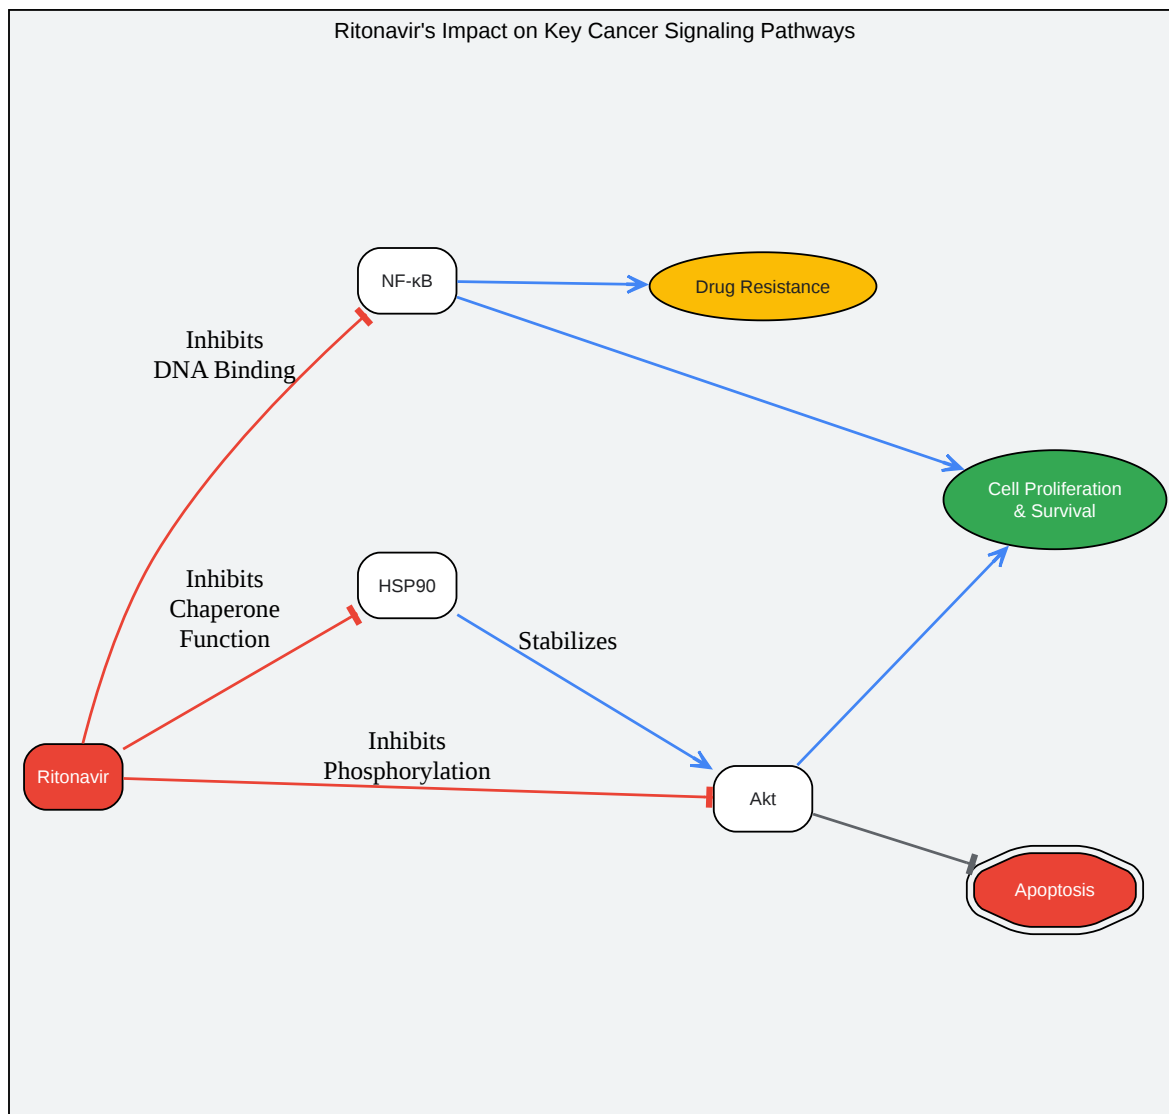 Ritonavir's Impact on Key Cancer Signaling Pathways
NF-κB
Drug Resistance
Inhibits
DNA Binding
Cell Proliferation
& Survival
Inhibits
Chaperone
Function
HSP90
Stabilizes
Inhibits
Phosphorylation
Ritonavir
Akt
Apoptosis